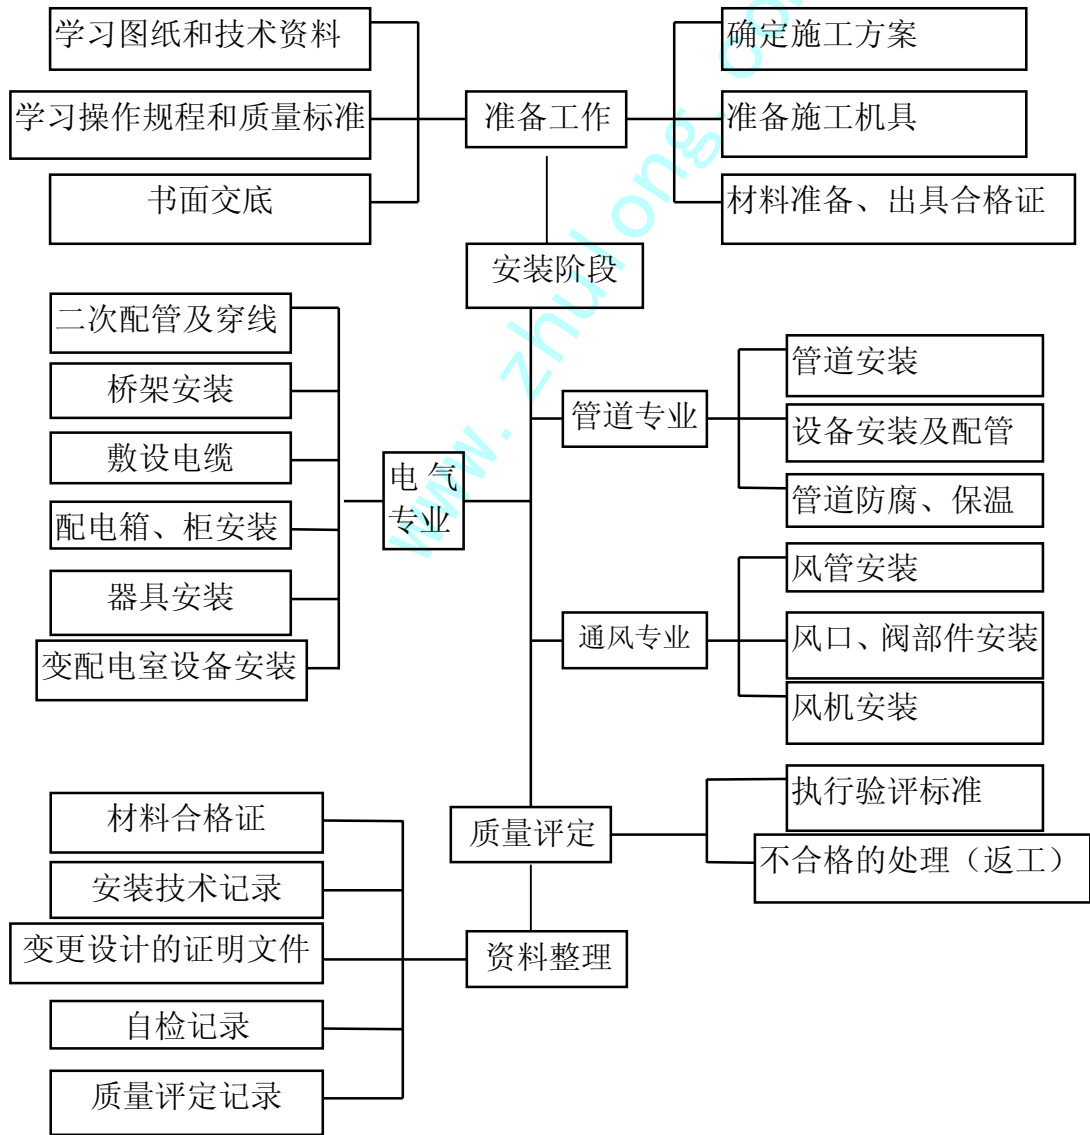 学习图纸和技术资料
确定施工方案
学习操作规程和质量标准
准备工作
准备施工机具
书面交底
材料准备、出具合格证
安装阶段
二次配管及穿线
桥架安装
敷设电缆
配电箱、柜安装
器具安装
变配电室设备安装
电气
专业
管道专业
管道安装
设备安装及配管
管道防腐、保温
通风专业
风管安装
风口、阀部件安装
风机安装
质量评定
执行验评标准
不合格的处理（返工）
材料合格证
安装技术记录
变更设计的证明文件
自检记录
质量评定记录
资料整理
www.zhulong.com